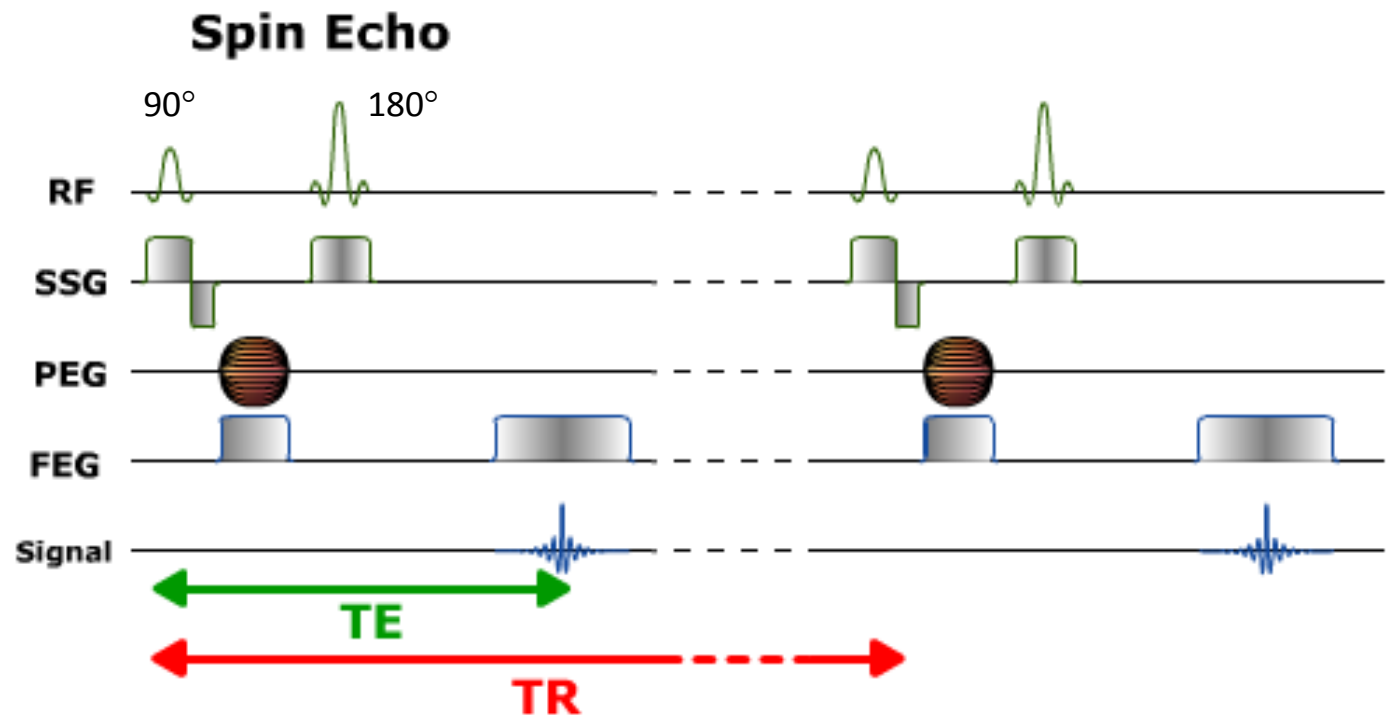 Spin Echo
90° 180°
RF
SSG
PEG
FEG
Signal
TE
TR